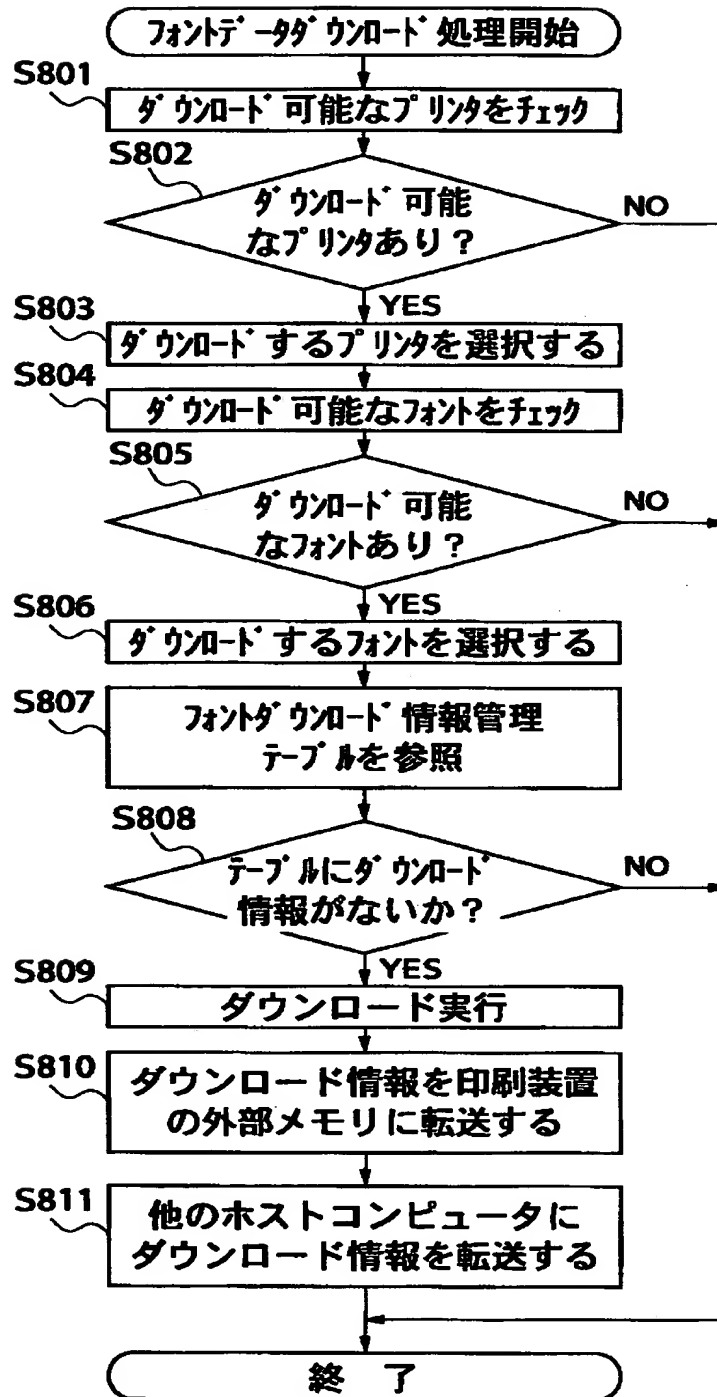 フォントデータダウンロード処理開始
S801
ダウンロード可能なプリンタをチェック
S802
ダウンロード可能
なプリンタあり?
NO
YES
S803
ダウンロードするプリンタを選択する
S804
ダウンロード可能なフォントをチェック
S805
ダウンロード可能
なフォントあり?
NO
YES
S806
ダウンロードするフォントを選択する
S807
フォントダウンロード情報管理
テーブルを参照
S808
テーブルにダウンロード
情報がないか?
NO
YES
S809
ダウンロード実行
S810
ダウンロード情報を印刷装置
の外部メモリに転送する
S811
他のホストコンピュータに
ダウンロード情報を転送する
終 了